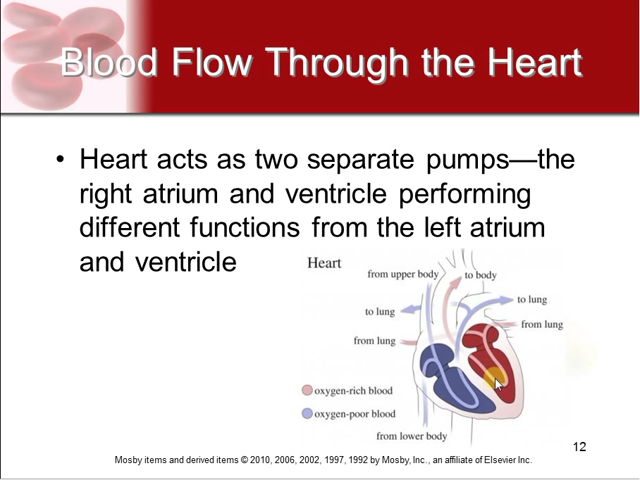 Blood Flow Through the Heart
• Heart acts as two separate pumps—the
right atrium and ventricle performing
different functions from the left atrium
and ventricle
Heart
from upper body
to body
to lung
to lung
from lung
from lung
oxygen-rich blood
oxygen-poor blood
from lower body
12
Mosby items and derived items © 2010, 2006, 2002, 1997, 1992 by Mosby, Inc., an affiliate of Elsevier Inc.